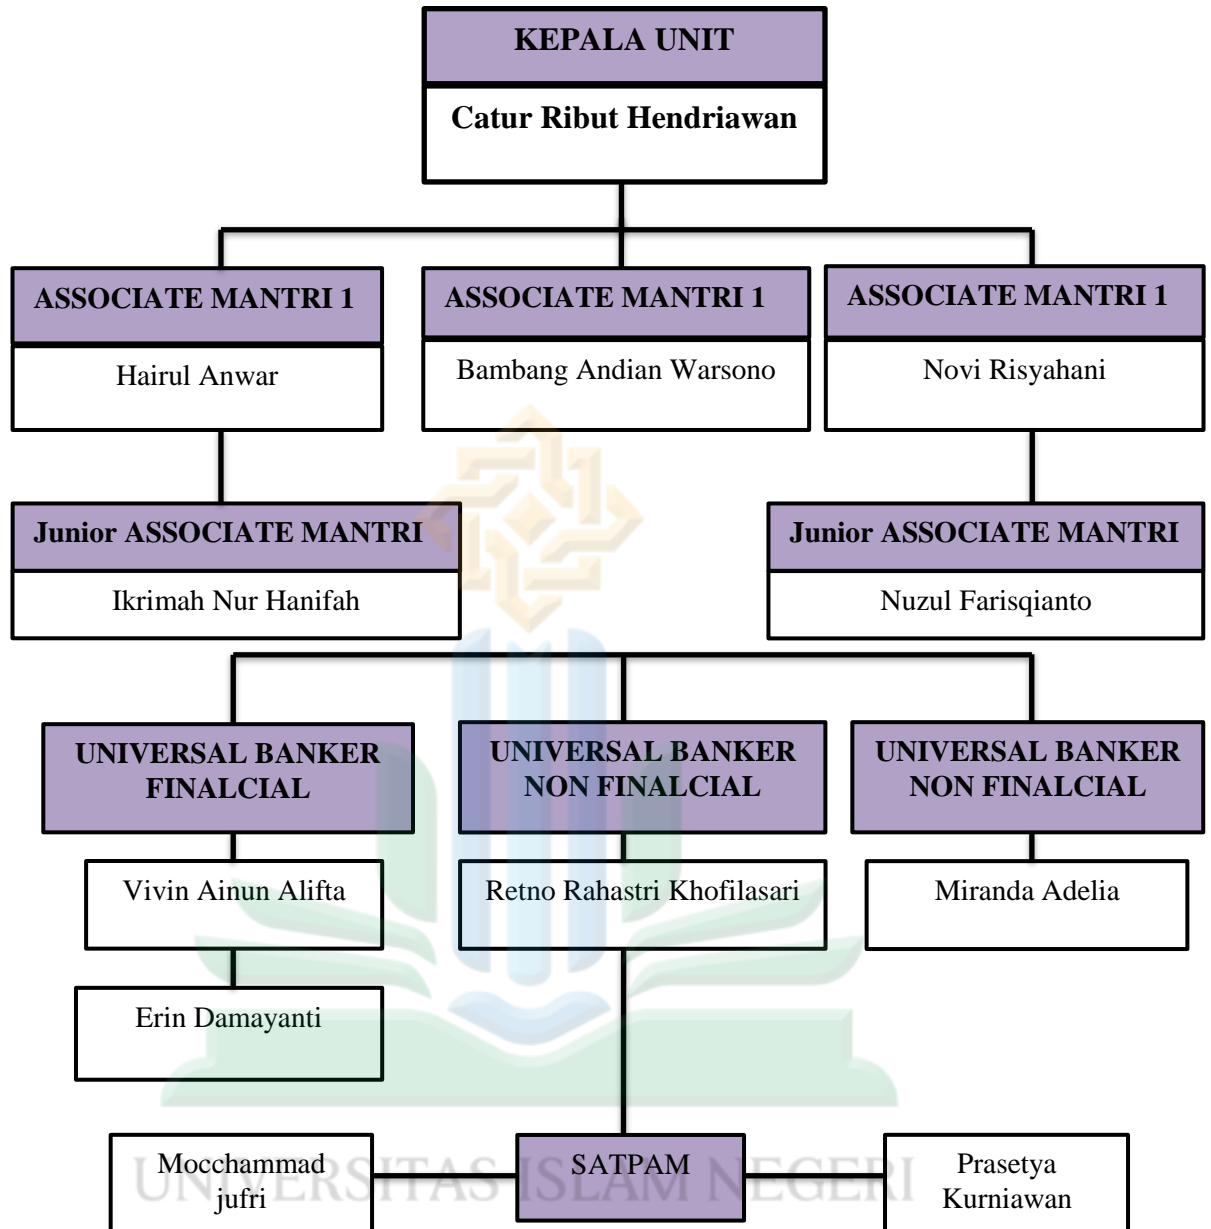 KEPALA UNIT
Catur Ribut Hendriawan
ASSOCIATE MANTRI 1
Hairul Anwar
ASSOCIATE MANTRI 1
Bambang Andian Warsono
ASSOCIATE MANTRI 1
Novi Risyahani
Junior ASSOCIATE MANTRI
Ikrimah Nur Hanifah
Junior ASSOCIATE MANTRI
Nuzul Farisqianto
UNIVERSAL BANKER
FINALCIAL
UNIVERSAL BANKER
NON FINALCIAL
UNIVERSAL BANKER
NON FINALCIAL
Vivin Ainun Alifta
Retno Rahastri Khofilasari
Miranda Adelia
Erin Damayanti
Mocchammad
jufri
SATPAM
Prasetya
Kurniawan
UNIVERSITAS ISLAM NEGERI